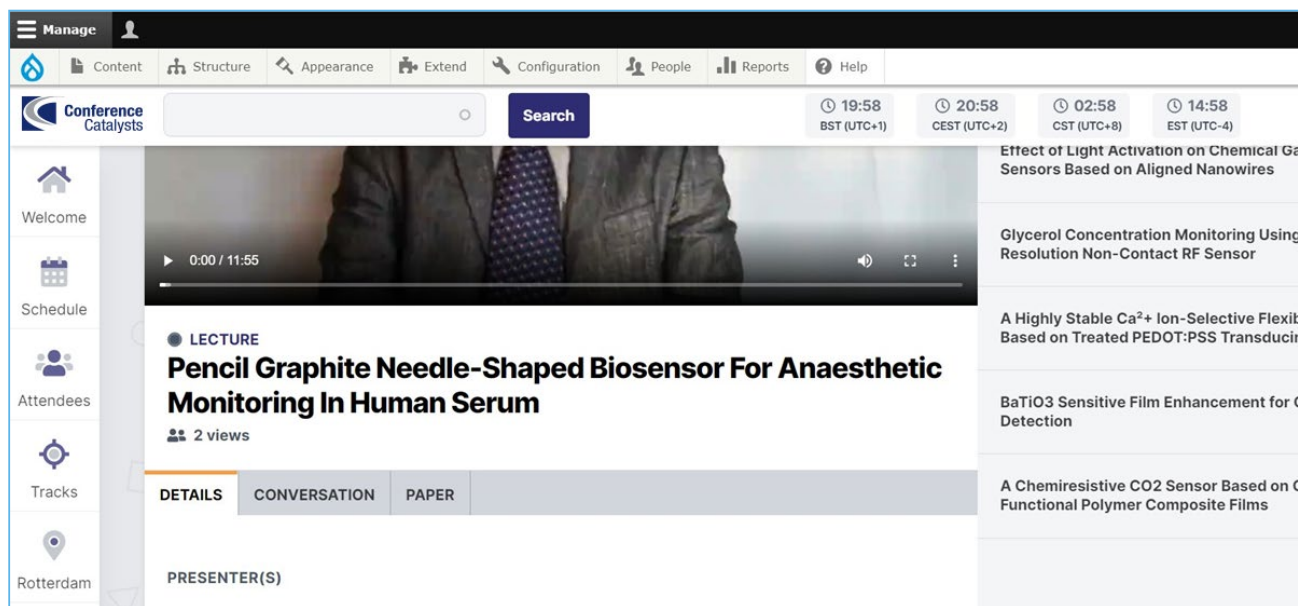 Manage
Content Structure Appearance Extend Configuration People Reports Help
Conference
Catalysts
Search
19:58
BST (UTC+1)
20:58
CEST (UTC+2)
02:58
CST (UTC+8)
14:58
EST (UTC-4)
Welcome
Schedule
Attendees
Tracks
Rotterdam
0:00 / 11:55
LECTURE
Pencil Graphite Needle-Shaped Biosensor For Anaesthetic
Monitoring In Human Serum
2 views
DETAILS CONVERSATION PAPER
PRESENTER(S)
Effect of Light Activation on Chemical Ga
Sensors Based on Aligned Nanowires
Glycerol Concentration Monitoring Using
Resolution Non-Contact RF Sensor
A Highly Stable Ca²+ Ion-Selective Flexib
Based on Treated PEDOT:PSS Transducin
BaTiO3 Sensitive Film Enhancement for
Detection
A Chemiresistive CO2 Sensor Based on
Functional Polymer Composite Films